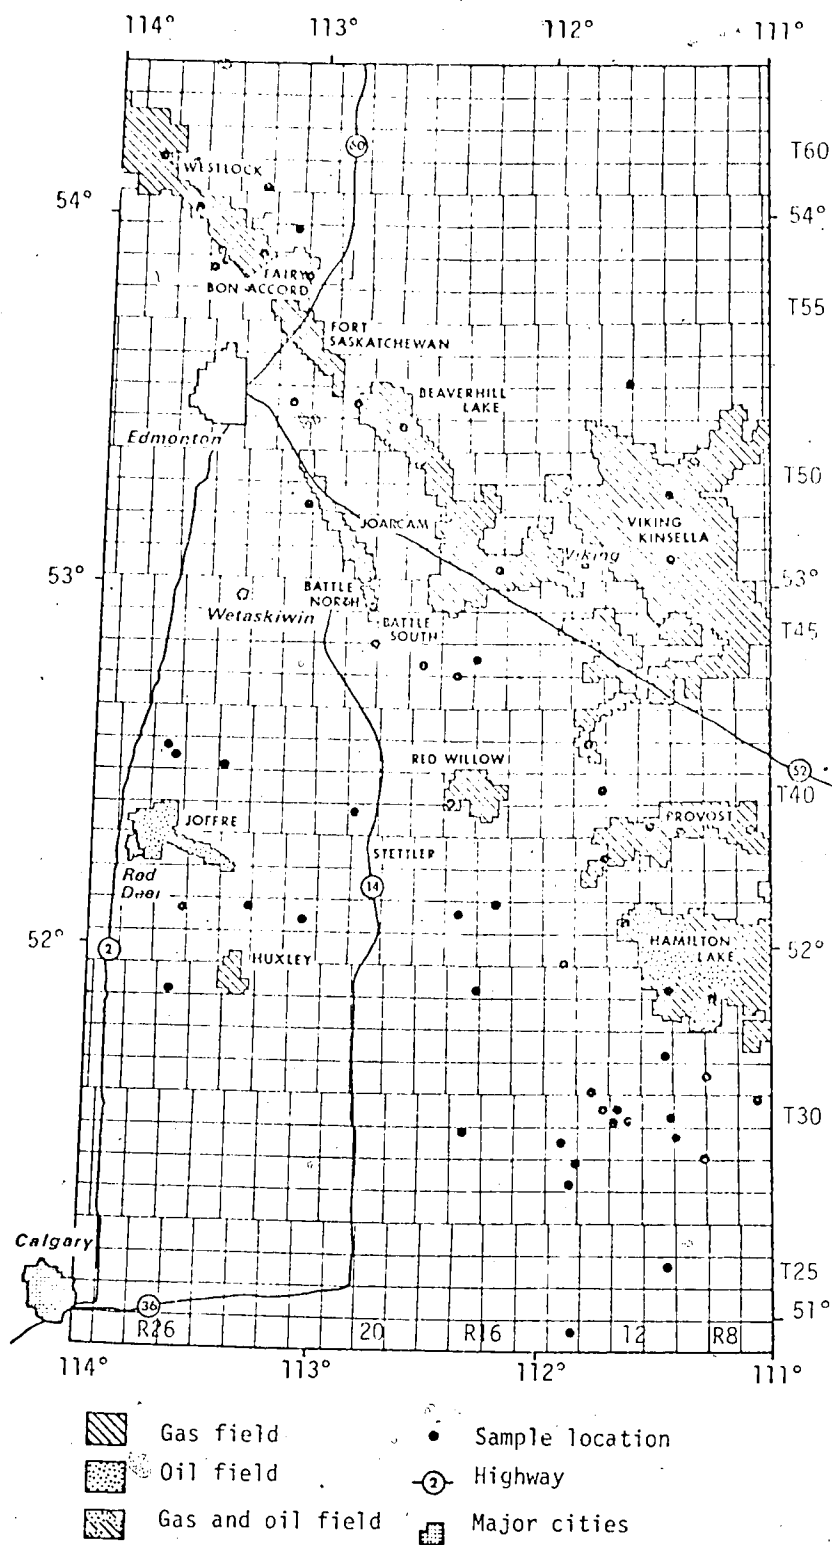 114° 113° 112° 111°
60
T60
WESTLOCK
54° 54°
FAIRY
BON ACCORD
T55
FORT
SASKATCHEWAN
BEAVERHILL
LAKE
Edmonton
T50
JOARCAM
VIKING
KINSELLA
Viking
53° 53°
BATTLE
NORTH
Wetaskiwin
BATTLE
SOUTH
T45
RED WILLOW
52
T40
JOFFRE
PROVOST
STETTLER
Red
Deer
14
52° 2
HUXLEY
HAMILTON
LAKE
52°
T30
Calgary
T25
36
51°
R26 20 R16 12 R8
114° 113° 112° 111°
Gas field
Sample location
Oil field
2 Highway
Gas and oil field
Major cities